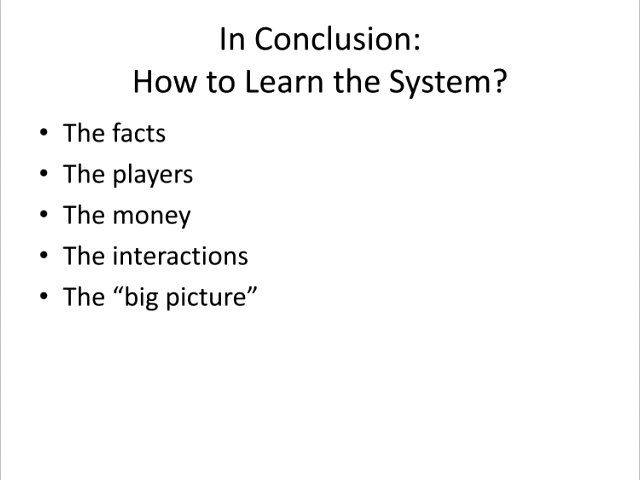 In Conclusion:
How to Learn the System?
• The facts
• The players
• The money
• The interactions
• The “big picture”